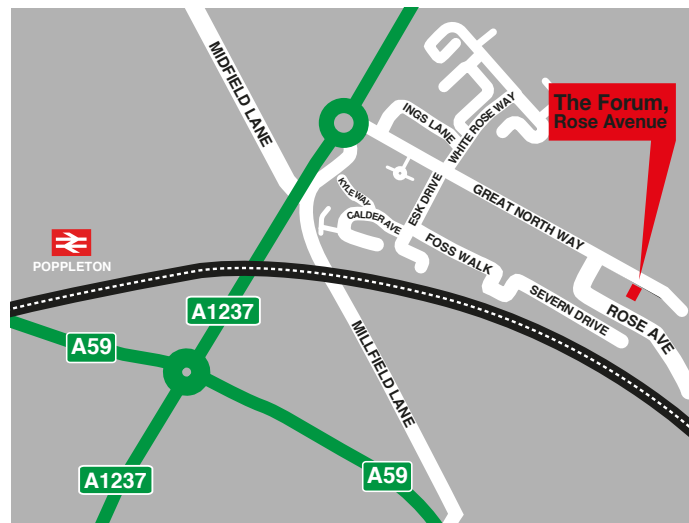 MIDFIELD LANE
INGS LANE
WHITE ROSE WAY
The Forum,
Rose Avenue
KYLE WAY
CALDER AVE
ESK DRIVE
GREAT NORTH WAY
POPPLETON
FOSS WALK
SEVERN DRIVE
ROSE AVE
A1237
A59
MILLFIELD LANE
A1237
A59